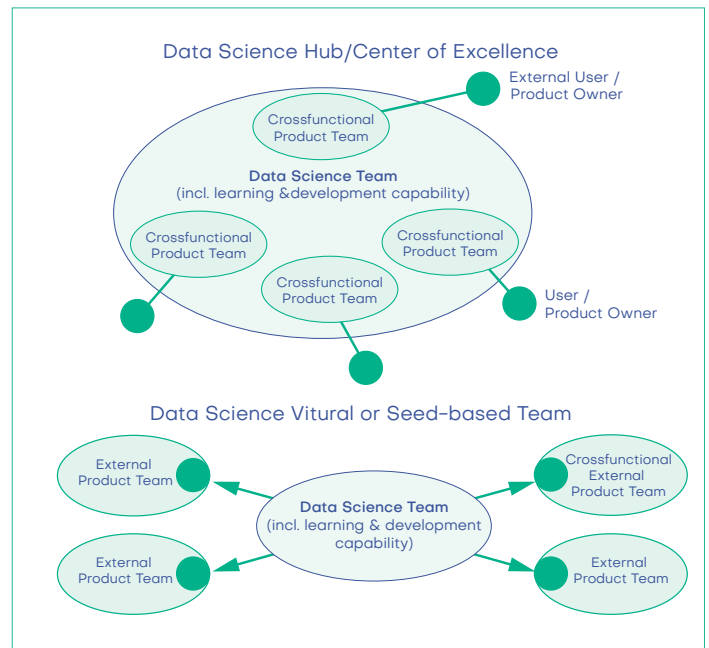 Data Science Hub/Center of Excellence
External User /
Product Owner
Crossfunctional
Product Team
Data Science Team
(incl. learning &development capability)
Crossfunctional
Product Team
Crossfunctional
Product Team
Crossfunctional
Product Team
User /
Product Owner
Data Science Vitural or Seed-based Team
External
Product Team
Crossfunctional
External
Product Team
Data Science Team
(incl. learning & development
capability)
External
Product Team
External
Product Team